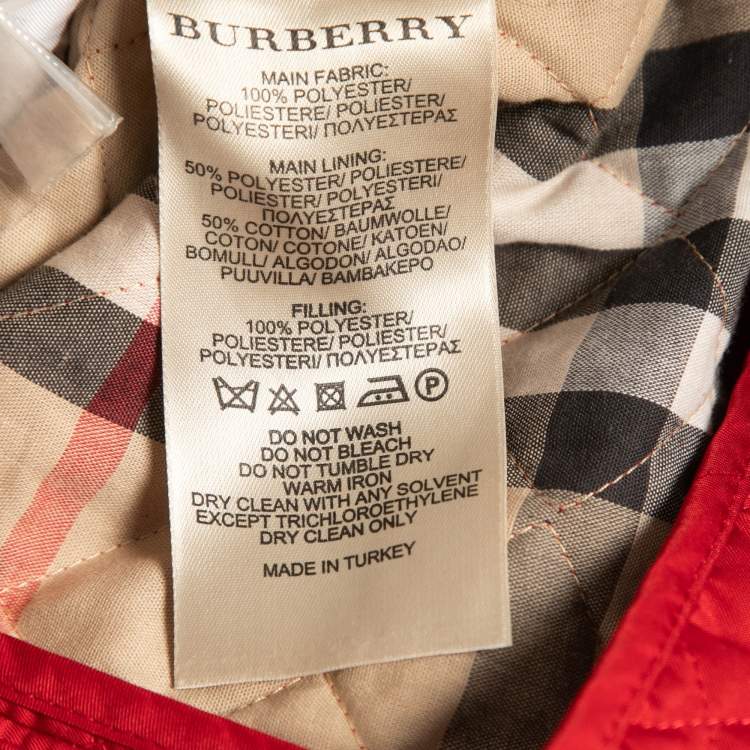 BURBERRY
MAIN FABRIC:
100% POLYESTER/
POLIESTERE/ POLIESTER/
POLYESTERI/ ΠΟΛΥΕΣΤΕΡΑΣ
MAIN LINING:
50% POLYESTER/ POLIESTERE/
POLIESTER/ POLYESTERI/
ΠΟΛΥΕΣΤΕΡΑΣ
50% COTTON/ BAUMWOLLE/
COTON/ COTONE/ KATOEN/
BOMULL/ ALGODON/ ALGODAO/
PUUVILLA/ ΒΑΜΒΑΚΕΡΟ
FILLING:
100% POLYESTER/
POLIESTERE/ POLIESTER/
POLYESTERI/ ΠΟΛΥΕΣΤΕΡΑΣ
P
DO NOT WASH
DO NOT BLEACH
DO NOT TUMBLE DRY
WARM IRON
DRY CLEAN WITH ANY SOLVENT
EXCEPT TRICHLOROETHYLENE
DRY CLEAN ONLY
MADE IN TURKEY